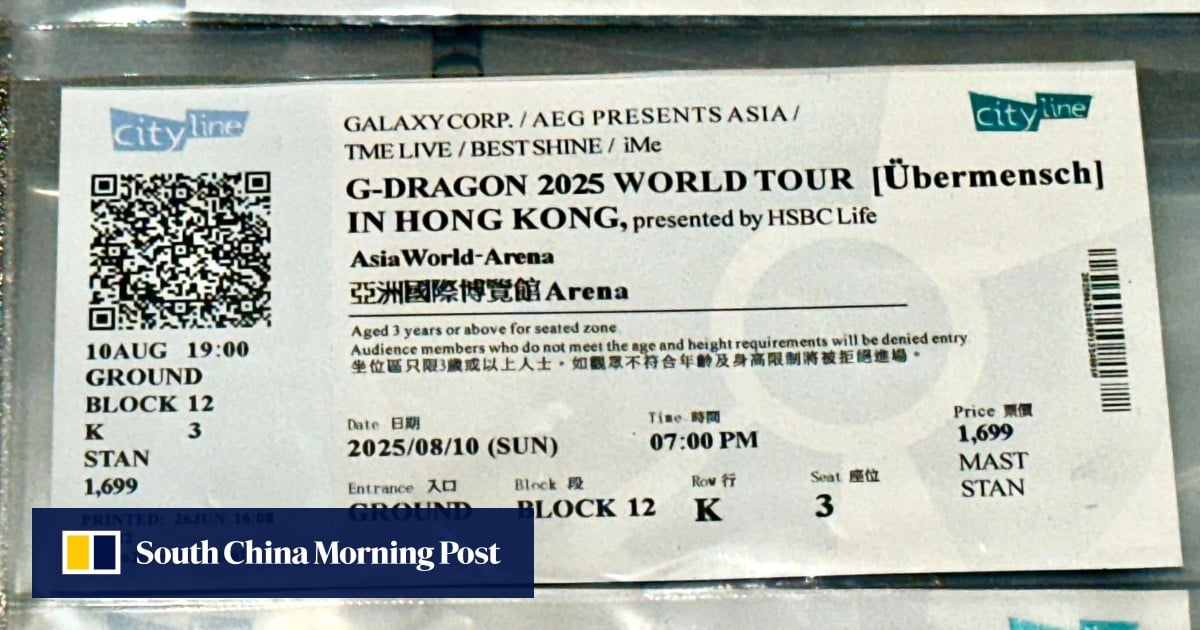 city line
city line
GALAXY CORP. / AEG PRESENTS ASIA /
TME LIVE / BEST SHINE / iMe
G-DRAGON 2025 WORLD TOUR [Übermensch]
IN HONG KONG, presented by HSBC Life
AsiaWorld-Arena
亞洲國際博覽館 Arena
Aged 3 years or above for seated zone
Audience members who do not meet the age and height requirements will be denied entry
坐位區只限3歲或以上人士。如觀眾不符合年齡及身高限制將被拒絕進場。
10AUG 19:00
GROUND
BLOCK 12
K 3
STAN
1,699
PRINTED: 26JUN 16:08
Date 日期
2025/08/10 (SUN)
Time 時間
07:00 PM
Price 票價
1,699
MAST
STAN
Entrance 入口
GROUND
Block 段
BLOCK 12
Row 行
K
Seat 座位
3
South China Morning Post